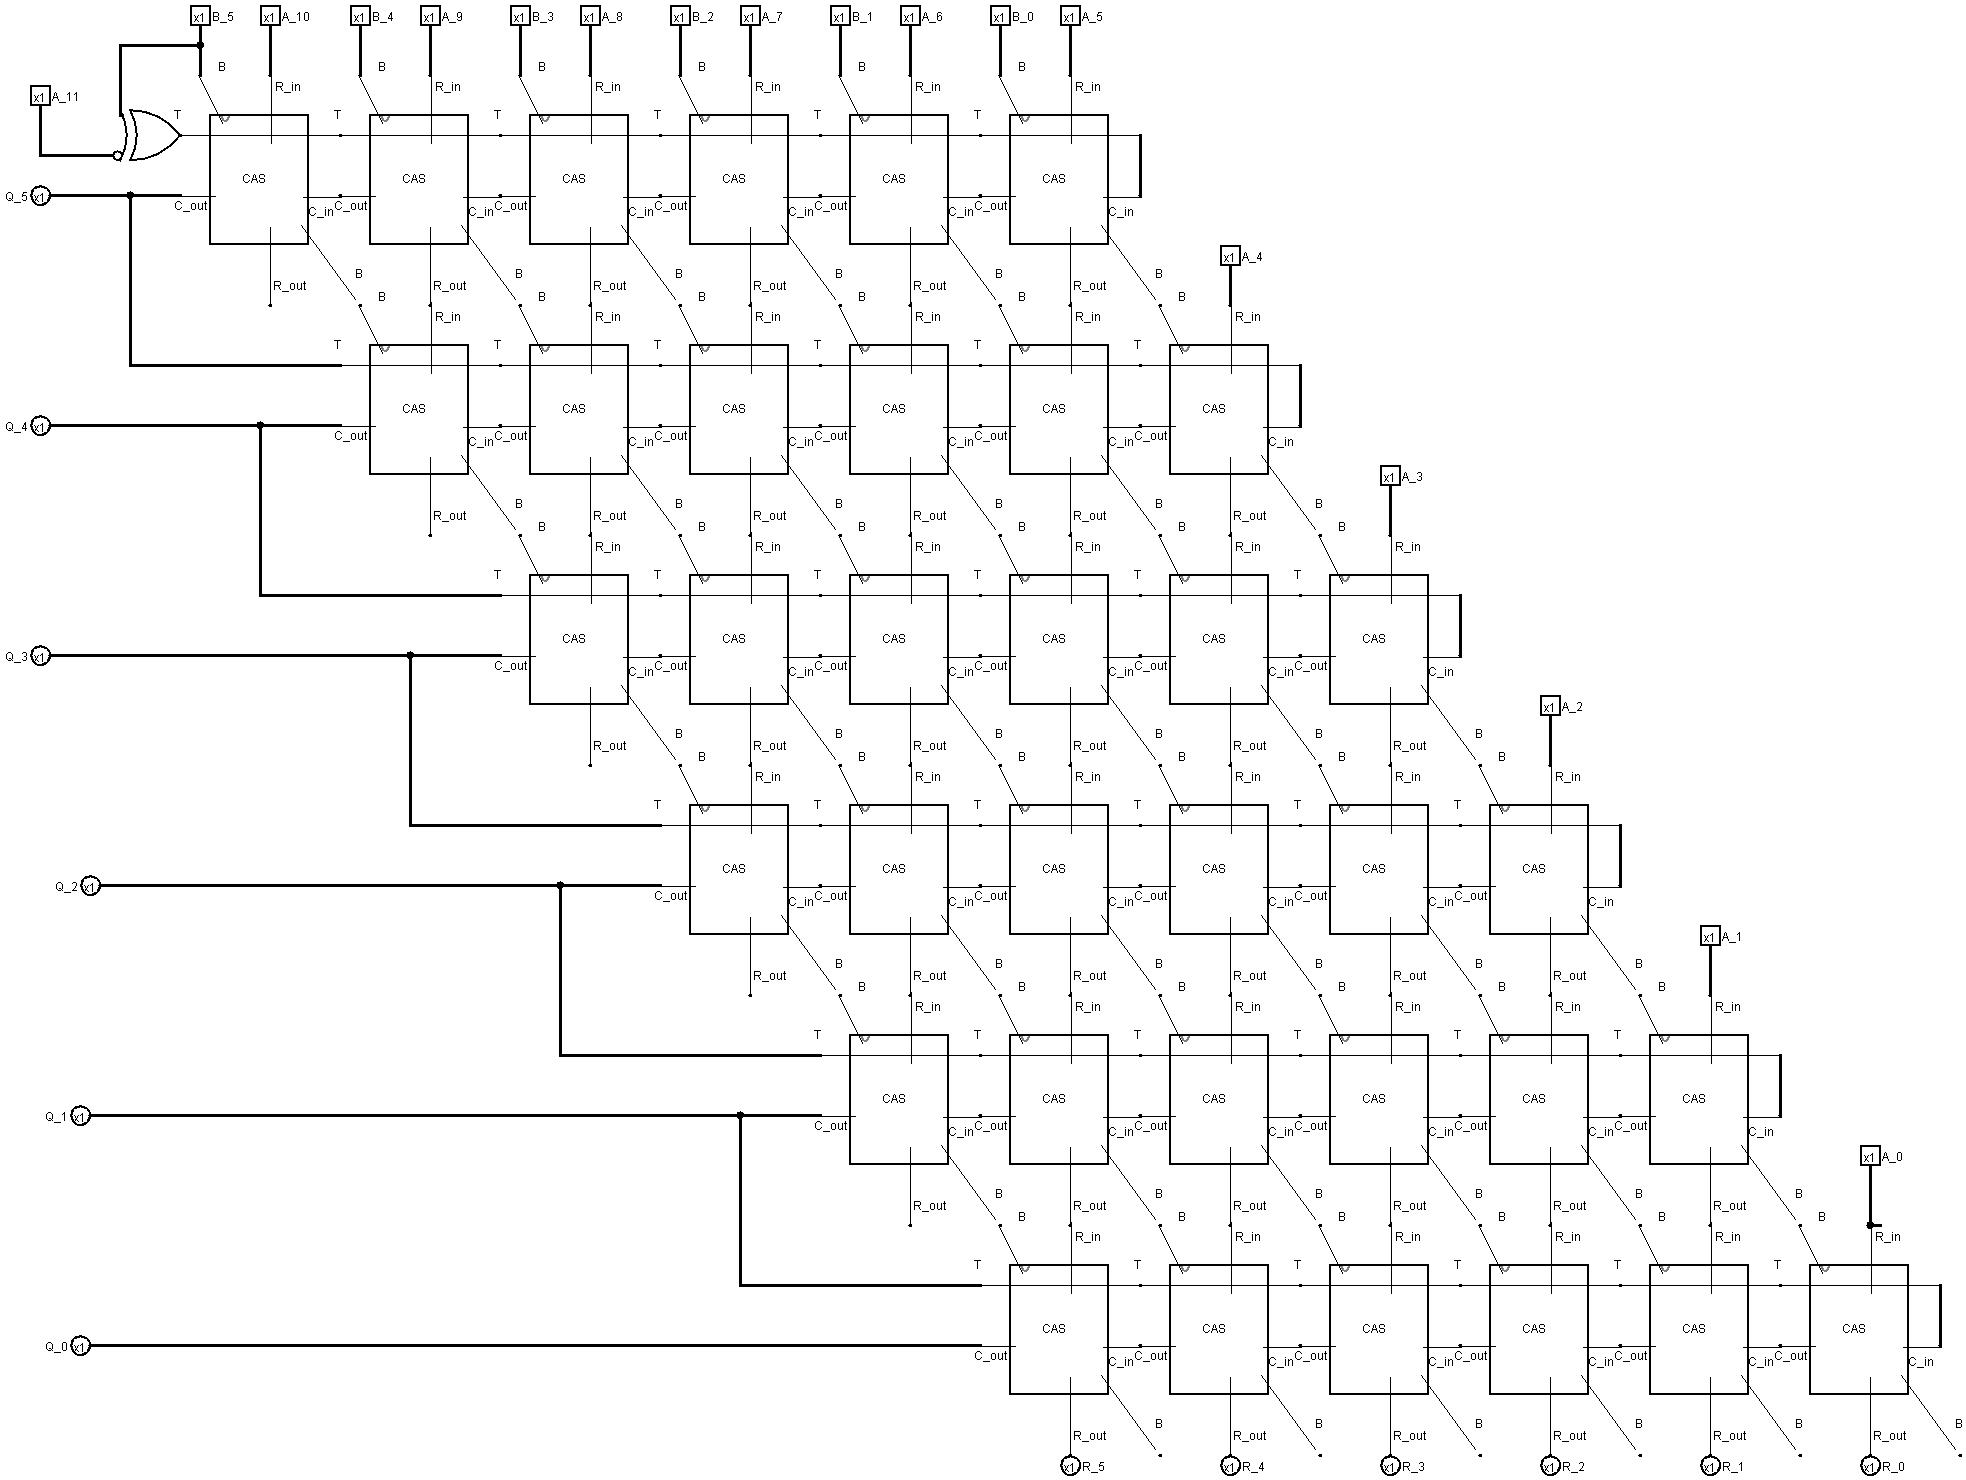 x1 B_5 x1 A_10 x1 B_4 x1 A_9 x1 B_3 x1 A_8 x1 B_2 x1 A_7 x1 B_1 x1 A_6 x1 B_0 x1 A_5
B B B B B B
R_in R_in R_in R_in R_in R_in
x1 A_11
T T T T T T
CAS CAS CAS CAS CAS CAS
Q_5 x1
C_out C_in C_out C_in C_out C_in C_out C_in C_out C_in C_out C_in
x1 A_4
B B B B B B
R_out R_out R_out R_out R_out R_out
B B B B B B
R_in R_in R_in R_in R_in R_in
T T T T T T
CAS CAS CAS CAS CAS CAS
Q_4 x1
C_out C_in C_out C_in C_out C_in C_out C_in C_out C_in C_out C_in
x1 A_3
B B B B B B
R_out R_out R_out R_out R_out R_out
B B B B B B
R_in R_in R_in R_in R_in R_in
T T T T T T
CAS CAS CAS CAS CAS CAS
Q_3 x1
C_out C_in C_out C_in C_out C_in C_out C_in C_out C_in C_out C_in
x1 A_2
B B B B B B
R_out R_out R_out R_out R_out R_out
B B B B B B
R_in R_in R_in R_in R_in R_in
T T T T T T
CAS CAS CAS CAS CAS CAS
Q_2 x1
C_out C_in C_out C_in C_out C_in C_out C_in C_out C_in C_out C_in
x1 A_1
B B B B B B
R_out R_out R_out R_out R_out R_out
B B B B B B
R_in R_in R_in R_in R_in R_in
T T T T T T
CAS CAS CAS CAS CAS CAS
Q_1 x1
C_out C_in C_out C_in C_out C_in C_out C_in C_out C_in C_out C_in
x1 A_0
B B B B B B
R_out R_out R_out R_out R_out R_out
B B B B B B
R_in R_in R_in R_in R_in R_in
T T T T T T
CAS CAS CAS CAS CAS CAS
Q_0 x1
C_out C_in C_out C_in C_out C_in C_out C_in C_out C_in C_out C_in
B B B B B B
R_out R_out R_out R_out R_out R_out
x1 R_5 x1 R_4 x1 R_3 x1 R_2 x1 R_1 x1 R_0